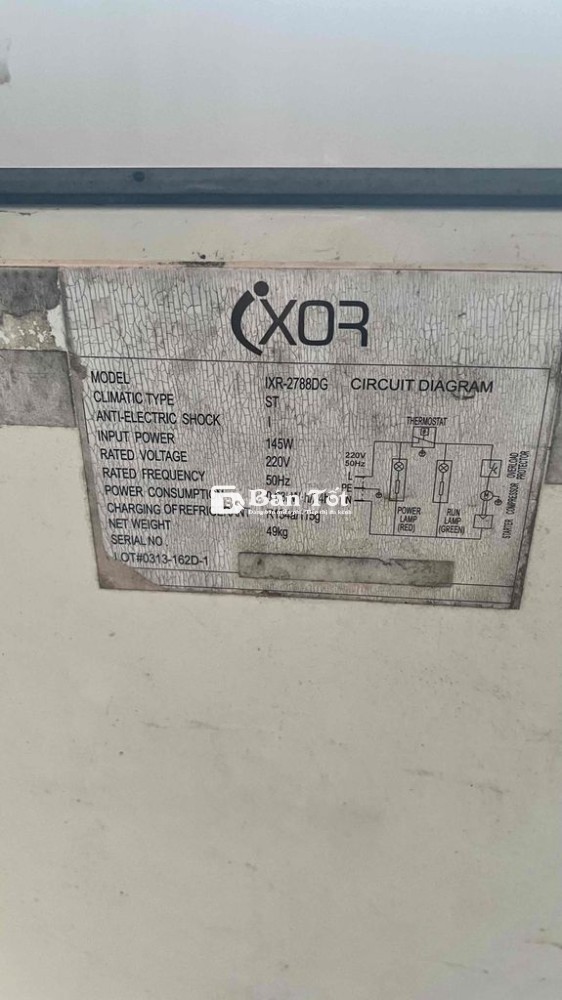 iXOR
MODEL IXR-2788DG
CLIMATIC TYPE ST
ANTI-ELECTRIC SHOCK I
INPUT POWER 145W
RATED VOLTAGE 220V
RATED FREQUENCY 50Hz
POWER CONSUMPTION
CHARGING OF REFRIGERANT R134a/115g
NET WEIGHT 49kg
SERIAL NO.
LOT#0313-162D-1
CIRCUIT DIAGRAM
THERMOSTAT
220V
50Hz
L
PE
POWER
LAMP
(RED)
RUN
LAMP
(GREEN)
STARTER COMPRESSOR OVERLOAD
PROTECTOR
Bán Tốt